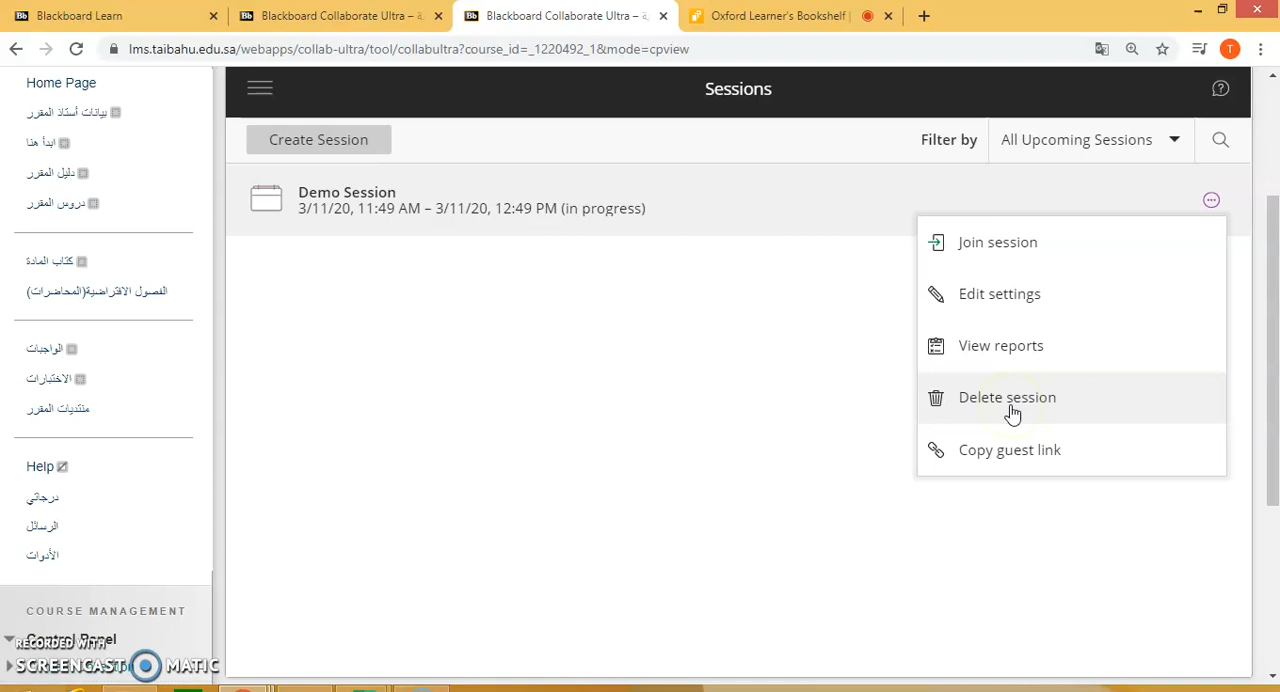 Blackboard Learn
Blackboard Collaborate Ultra –
Blackboard Collaborate Ultra –
Oxford Learner's Bookshelf |
lms.taibahu.edu.sa/webapps/collab-ultra/tool/collabultra?course_id=_1220492_1&mode=cpview
T
Home Page
بيانات أستاذ المقرر
ابدأ هنا
دليل المقرر
دروس المقرر
كتاب المادة
الفصول الافتراضية(المحاضرات)
الواجبات
الاختبارات
منتديات المقرر
Help
درجاتي
الرسائل
الأدوات
COURSE MANAGEMENT
Control Panel
RECORDED WITH
SCREENCAST MATIC
Sessions
Create Session
Filter by
All Upcoming Sessions
Demo Session
3/11/20, 11:49 AM – 3/11/20, 12:49 PM (in progress)
Join session
Edit settings
View reports
Delete session
Copy guest link